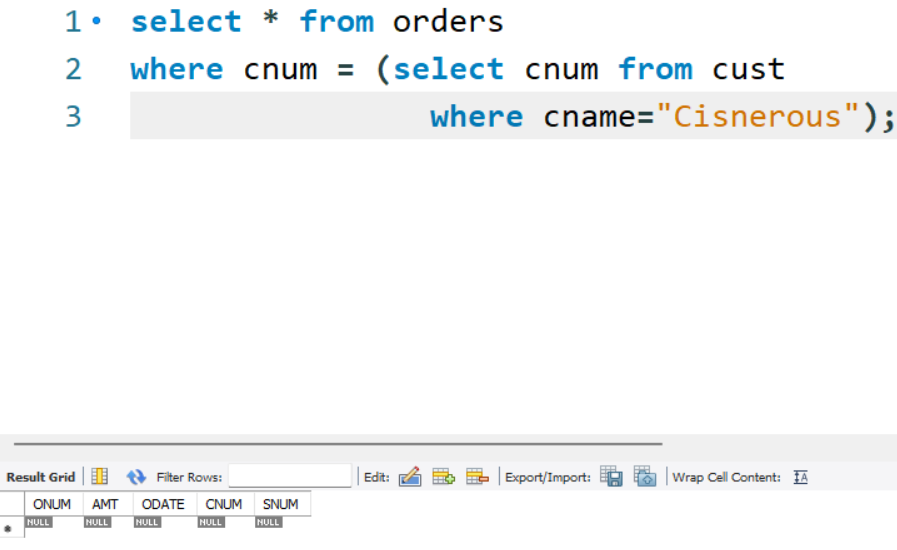 1 select * from orders
2 where cnum = (select cnum from cust
3 where cname="Cisnerous");
Result Grid Filter Rows: Edit: Export/Import: Wrap Cell Content:
ONUM AMT ODATE CNUM SNUM
* NULL NULL NULL NULL NULL